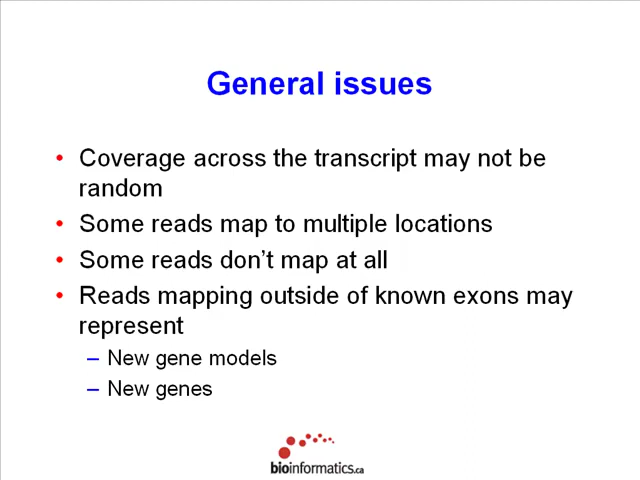 General issues
• Coverage across the transcript may not be
random
• Some reads map to multiple locations
• Some reads don't map at all
• Reads mapping outside of known exons may
represent
– New gene models
– New genes
bioinformatics.ca